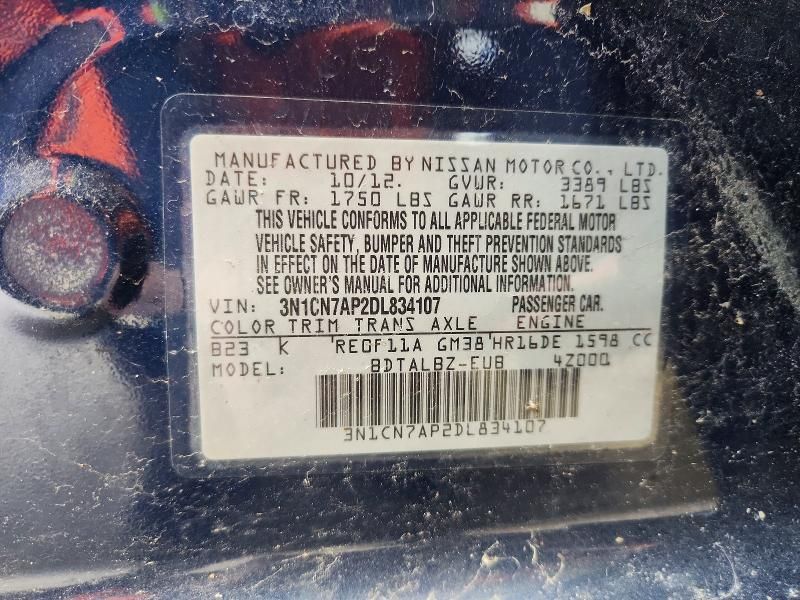 MANUFACTURED BY NISSAN MOTOR CO., LTD.
DATE: 10/12. GVWR: 3389 LBS
GAWR FR: 1750 LBS GAWR RR: 1671 LBS
THIS VEHICLE CONFORMS TO ALL APPLICABLE FEDERAL MOTOR
VEHICLE SAFETY, BUMPER AND THEFT PREVENTION STANDARDS
IN EFFECT ON THE DATE OF MANUFACTURE SHOWN ABOVE.
SEE OWNER'S MANUAL FOR ADDITIONAL INFORMATION.
VIN: 3N1CN7AP2DL834107 PASSENGER CAR.
COLOR TRIM TRANS AXLE ENGINE
B23 K RE0F11A GM38 HR16DE 1598 CC
MODEL: BDTALBZ-EUB 4Z000
3N1CN7AP2DL834107